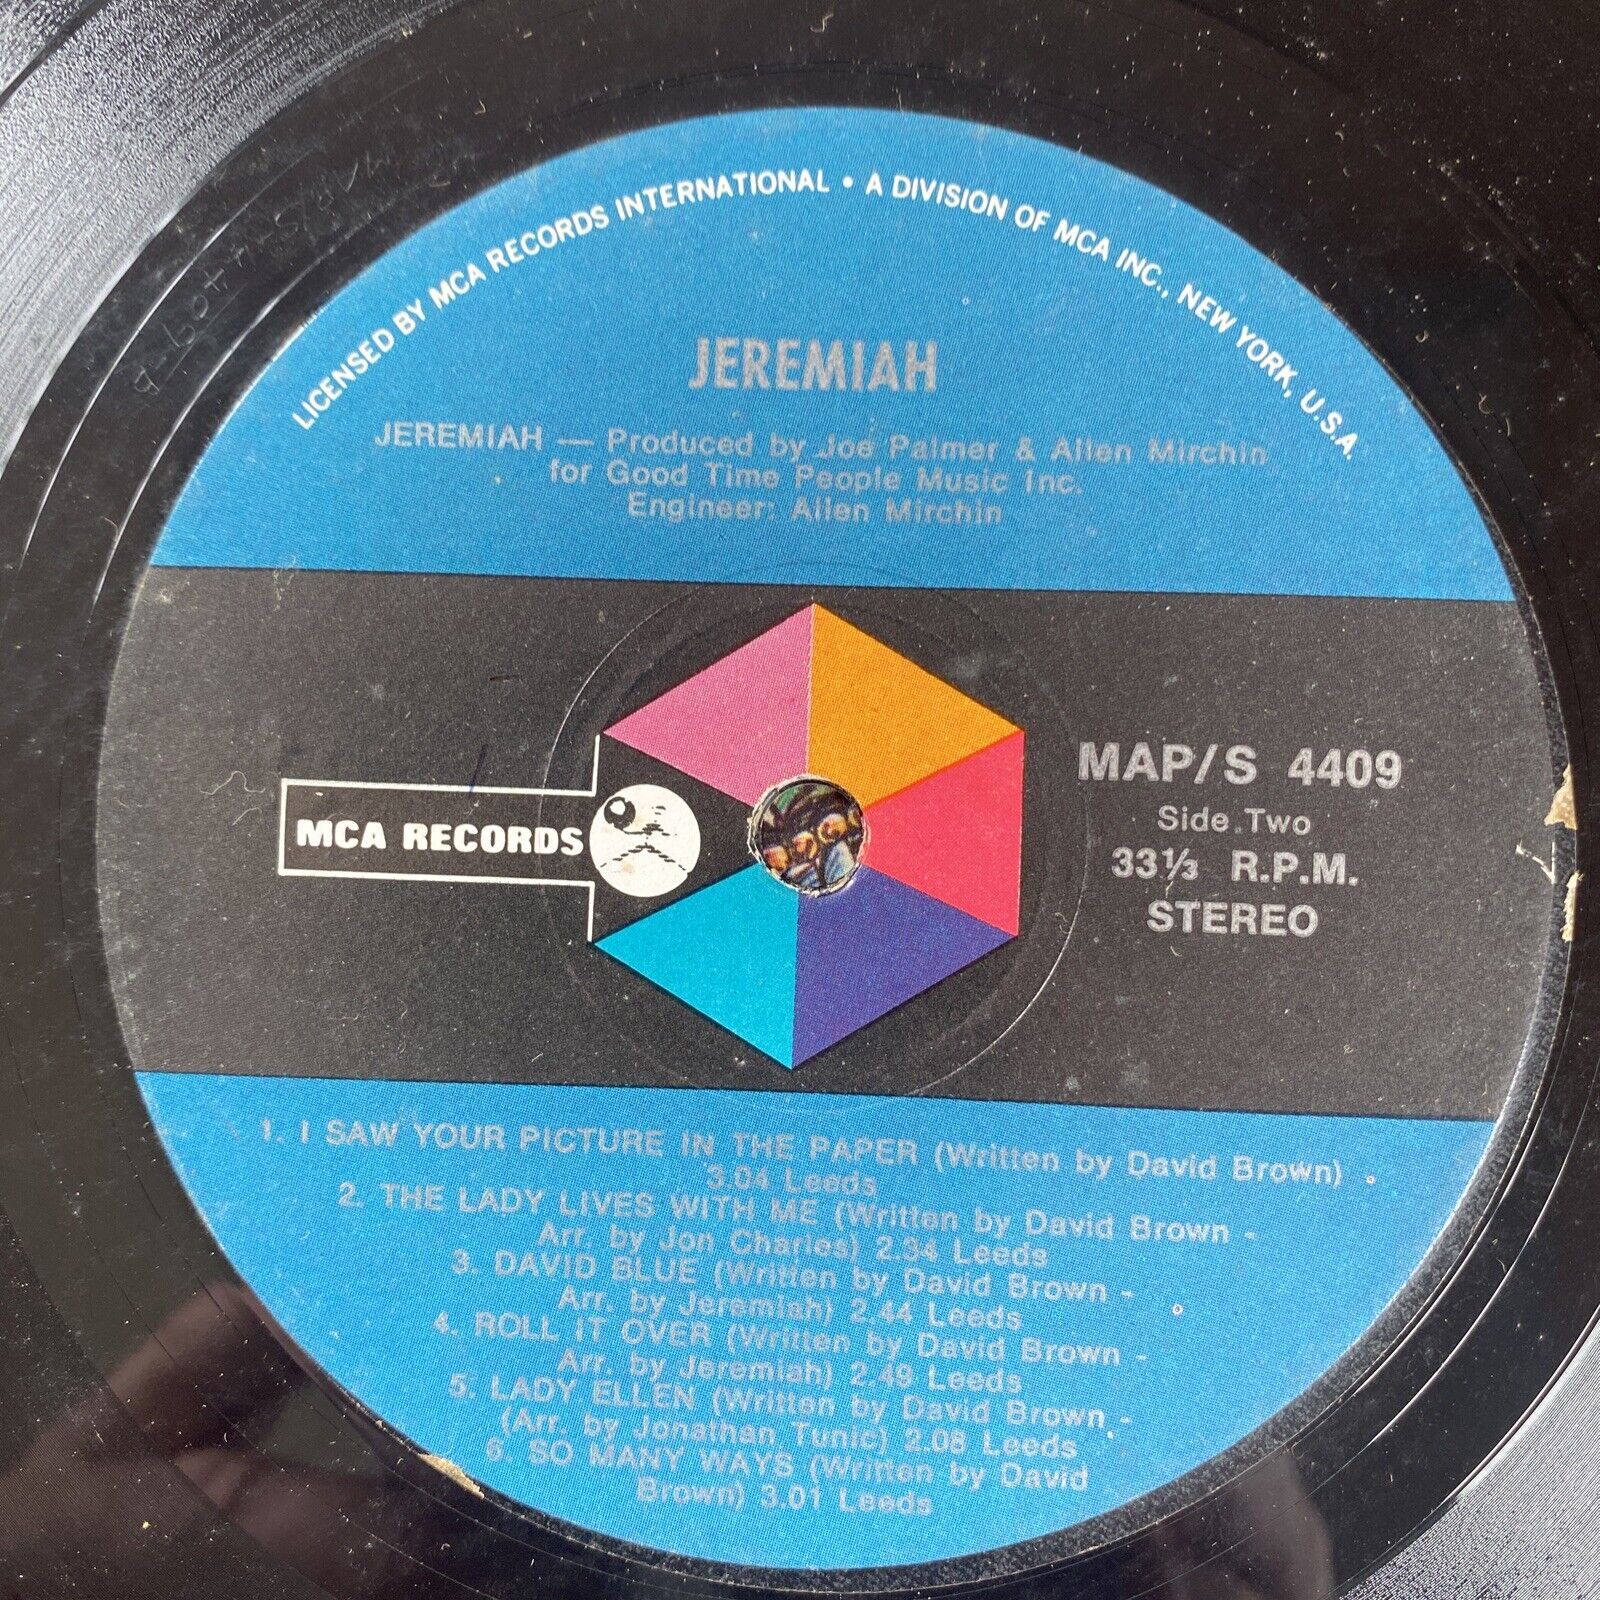 LICENSED BY MCA RECORDS INTERNATIONAL • A DIVISION OF MCA INC., NEW YORK, U.S.A.
JEREMIAH
JEREMIAH — Produced by Joe Palmer & Allen Mirchin
for Good Time People Music Inc.
Engineer: Allen Mirchin
MCA RECORDS
MAP/S 4409
Side Two
33⅓ R.P.M.
STEREO
1. I SAW YOUR PICTURE IN THE PAPER (Written by David Brown)
3.04 Leeds
2. THE LADY LIVES WITH ME (Written by David Brown -
Arr. by Jon Charles) 2.34 Leeds
3. DAVID BLUE (Written by David Brown -
Arr. by Jeremiah) 2.44 Leeds
4. ROLL IT OVER (Written by David Brown -
Arr. by Jeremiah) 2.49 Leeds
5. LADY ELLEN (Written by David Brown -
(Arr. by Jonathan Tunic) 2.08 Leeds
6. SO MANY WAYS (Written by David
Brown) 3.01 Leeds